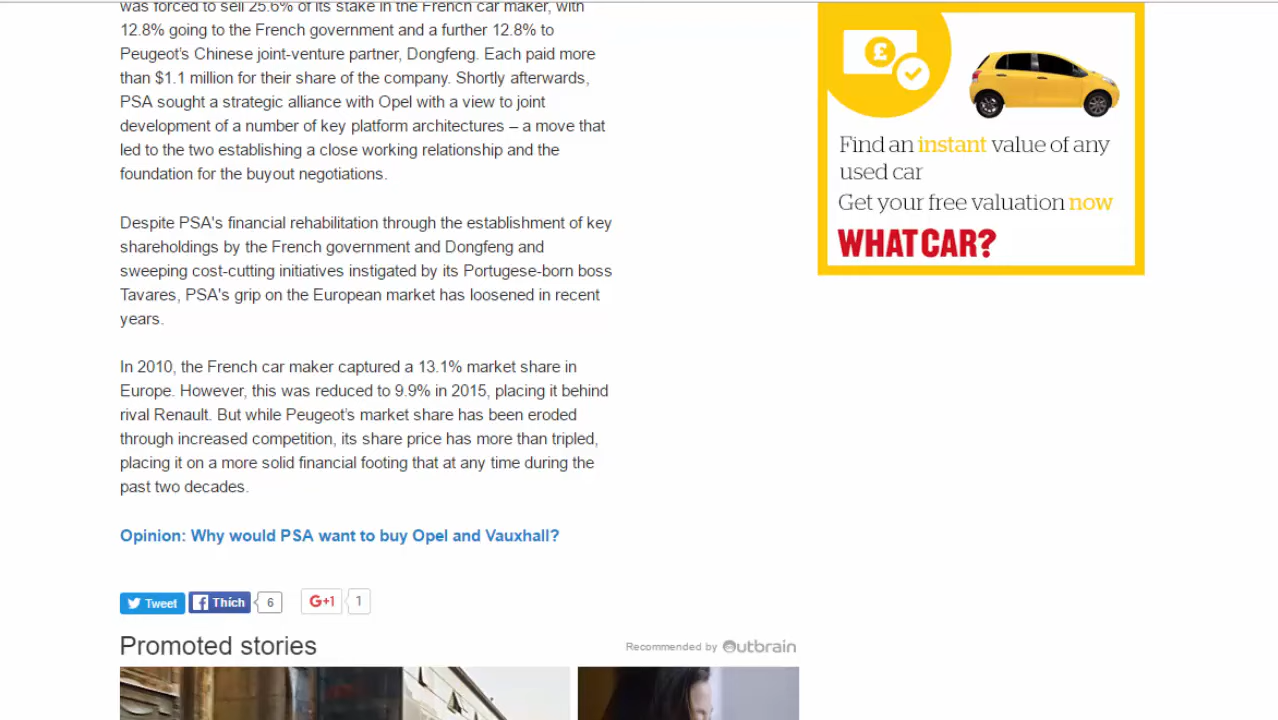 was forced to sell 25.6% of its stake in the French car maker, with
12.8% going to the French government and a further 12.8% to
Peugeot's Chinese joint-venture partner, Dongfeng. Each paid more
than $1.1 million for their share of the company. Shortly afterwards,
PSA sought a strategic alliance with Opel with a view to joint
development of a number of key platform architectures – a move that
led to the two establishing a close working relationship and the
foundation for the buyout negotiations.
Despite PSA's financial rehabilitation through the establishment of key
shareholdings by the French government and Dongfeng and
sweeping cost-cutting initiatives instigated by its Portugese-born boss
Tavares, PSA's grip on the European market has loosened in recent
years.
In 2010, the French car maker captured a 13.1% market share in
Europe. However, this was reduced to 9.9% in 2015, placing it behind
rival Renault. But while Peugeot's market share has been eroded
through increased competition, its share price has more than tripled,
placing it on a more solid financial footing that at any time during the
past two decades.
Opinion: Why would PSA want to buy Opel and Vauxhall?
Tweet Thích 6 G+1 1
Promoted stories
Recommended by Outbrain
£
Find an instant value of any
used car
Get your free valuation now
WHAT CAR?